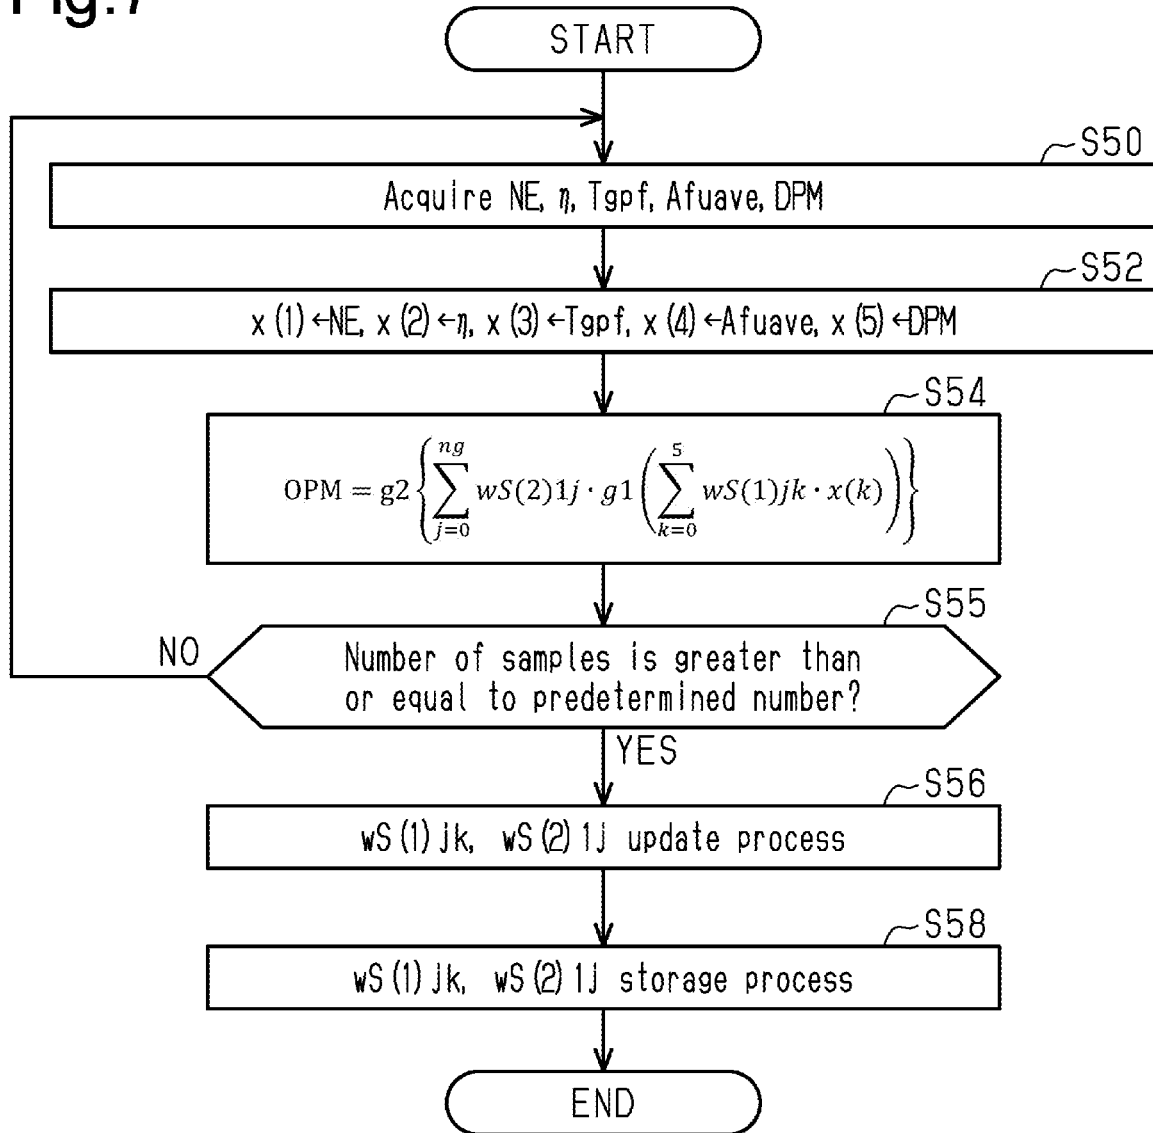 Fig.7
START
S50
Acquire NE, η, Tgpf, Afuave, DPM
S52
x(1)←NE, x(2)←η, x(3)←Tgpf, x(4)←Afuave, x(5)←DPM
S54
OPM = g2{∑_{j=0}^{ng} wS(2)1j · g1(∑_{k=0}^{5} wS(1)jk · x(k))}
S55
NO
Number of samples is greater than
or equal to predetermined number?
YES
S56
wS(1)jk, wS(2)1j update process
S58
wS(1)jk, wS(2)1j storage process
END